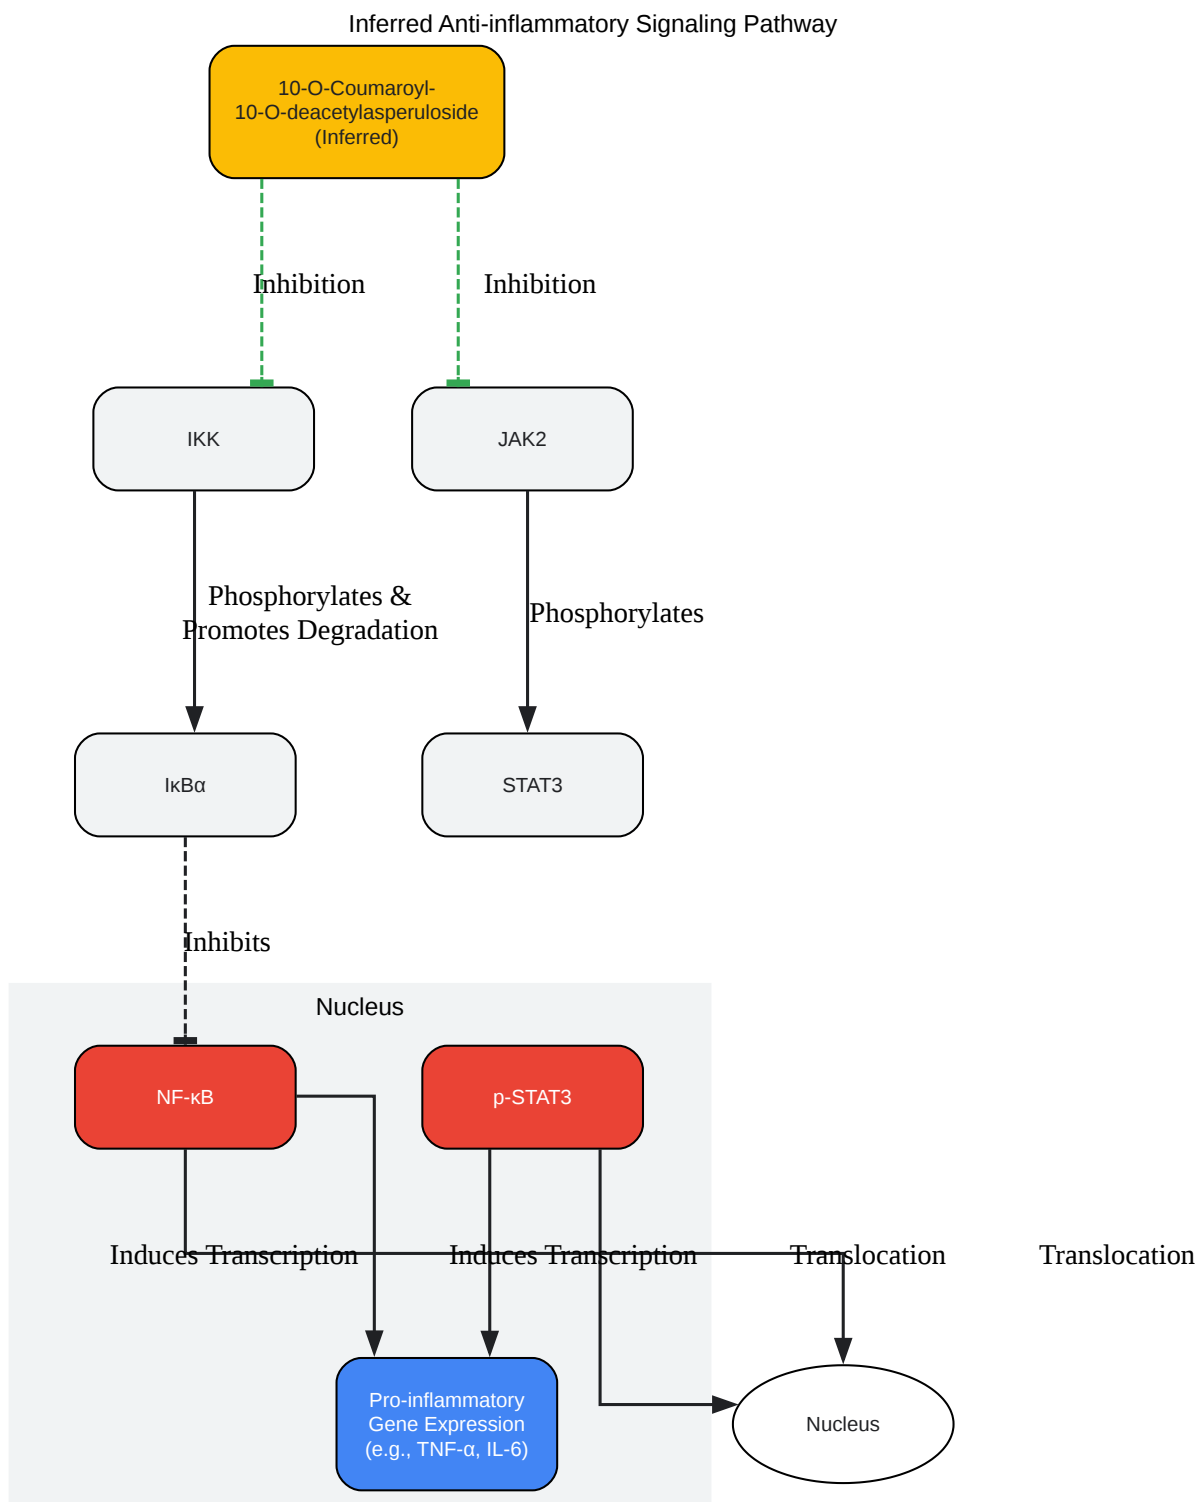 Inferred Anti-inflammatory Signaling Pathway
10-O-Coumaroyl-
10-O-deacetylasperuloside
(Inferred)
Inhibition
Inhibition
IKK
JAK2
Phosphorylates &
Promotes Degradation
Phosphorylates
IκBα
STAT3
Inhibits
Nucleus
NF-κB
p-STAT3
Induces Transcription
Induces Transcription
Translocation
Translocation
Pro-inflammatory
Gene Expression
(e.g., TNF-α, IL-6)
Nucleus